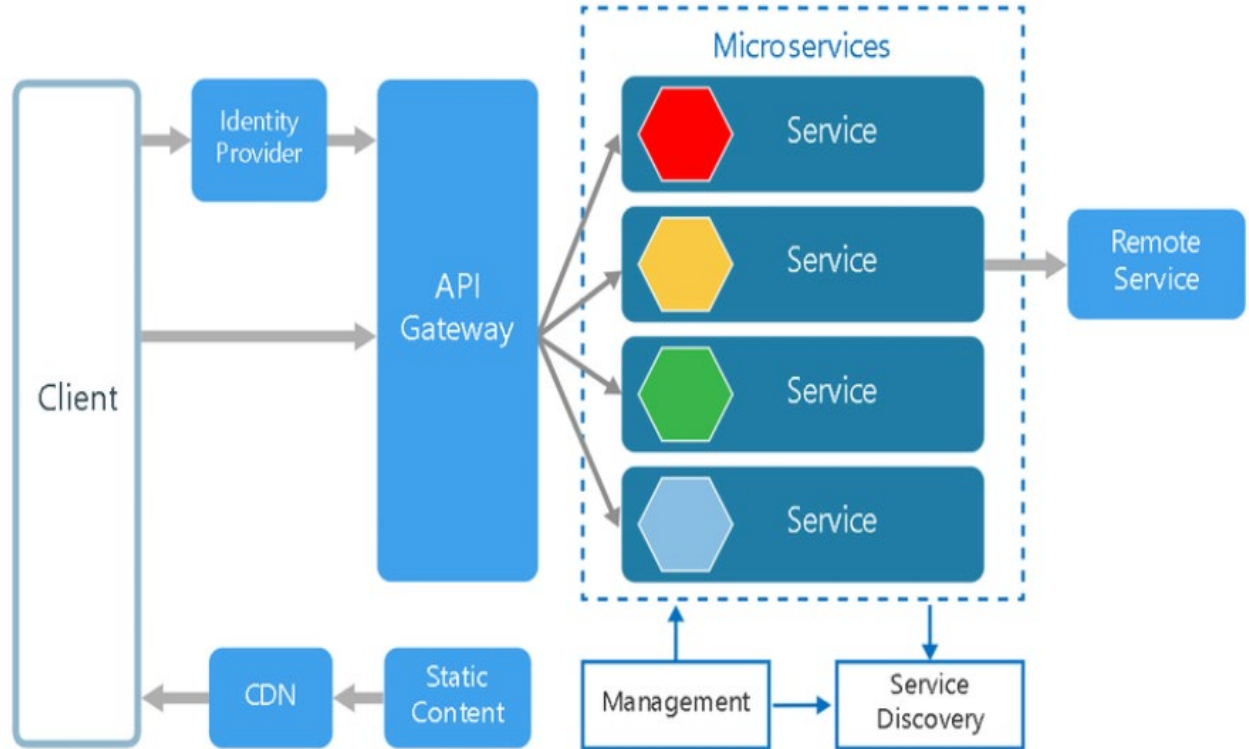 Microservices
Identity
Provider
Service
Service
Remote
Service
API
Gateway
Client
Service
Service
CDN
Static
Content
Management
Service
Discovery